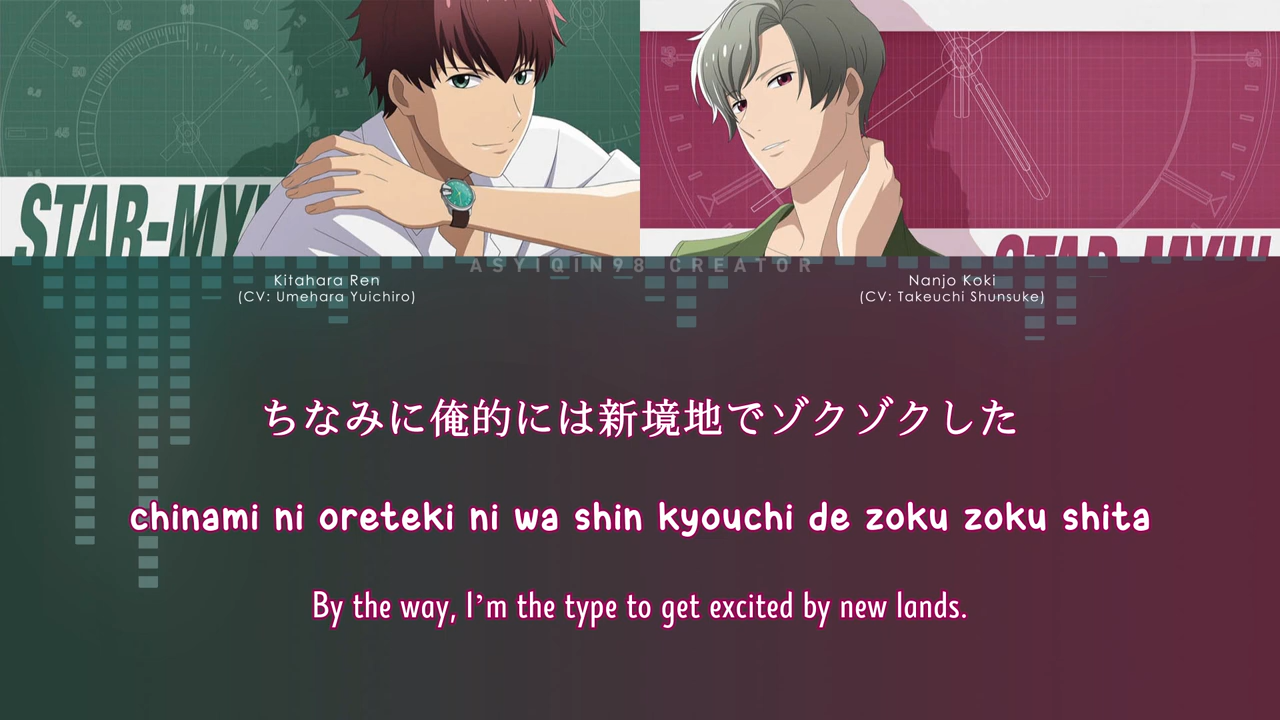 STAR-MYU
STAR-MYU
ASYIQIN98 CREATOR
Kitahara Ren
(CV: Umehara Yuichiro)
Nanjo Koki
(CV: Takeuchi Shunsuke)
ちなみに俺的には新境地でゾクゾクした
chinami ni oreteki ni wa shin kyouchi de zoku zoku shita
By the way, I'm the type to get excited by new lands.